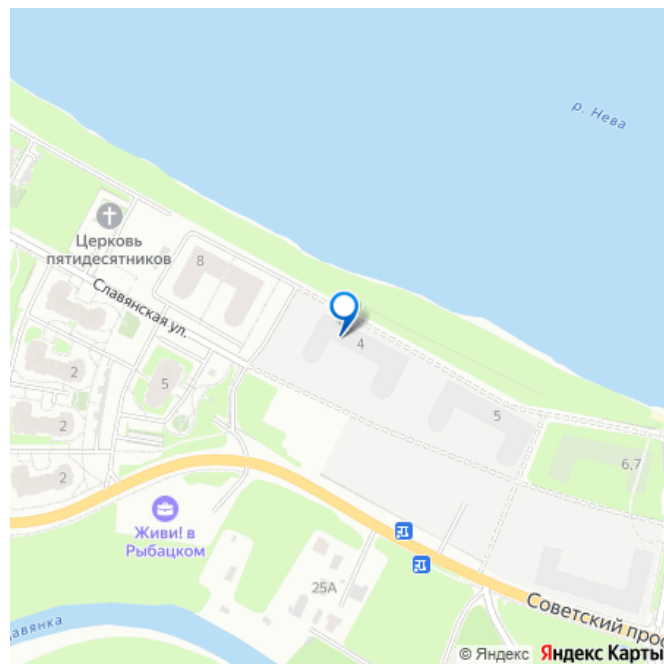 р. Нева
Церковь
пятидесятников
8
Славянская ул.
4
2
5
5
2
6,7
2
Живи! в
Рыбацком
25А
Советский прос
авянка
© Яндекс Яндекс Карты